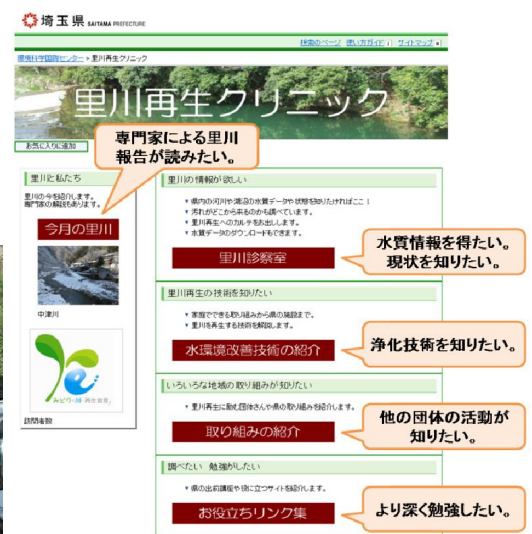 埼玉県 SAITAMA PREFECTURE
検索のページ 使い方ガイド サイトマップ
環境科学国際センター > 里川再生クリニック
里川再生クリニック
お気に入りに追加
専門家による里川
報告が読みたい。
里川と私たち
里川の今を紹介します。
専門家の解説もあります。
今月の里川
中津川
みどり・川・再生宣言
訪問者数
里川の情報が欲しい
県内の河川や湖沼の水質データや状態を知りたければここ!
汚れがどこから来るのかも調べています。
里川再生へのカルテをお出しします。
水質データのダウンロードもできます。
里川診察室
水質情報を得たい。
現状を知りたい。
里川再生の技術を知りたい
家庭でできる取り組みから県の施設まで。
里川を再生する技術を解説します。
水環境改善技術の紹介
浄化技術を知りたい。
いろいろな地域の取り組みが知りたい
里川再生に励む団体さんや県の取り組みを紹介します。
取り組みの紹介
他の団体の活動が
知りたい。
調べたい 勉強がしたい
県の出前講座や役に立つサイトを紹介します。
お役立ちリンク集
より深く勉強したい。